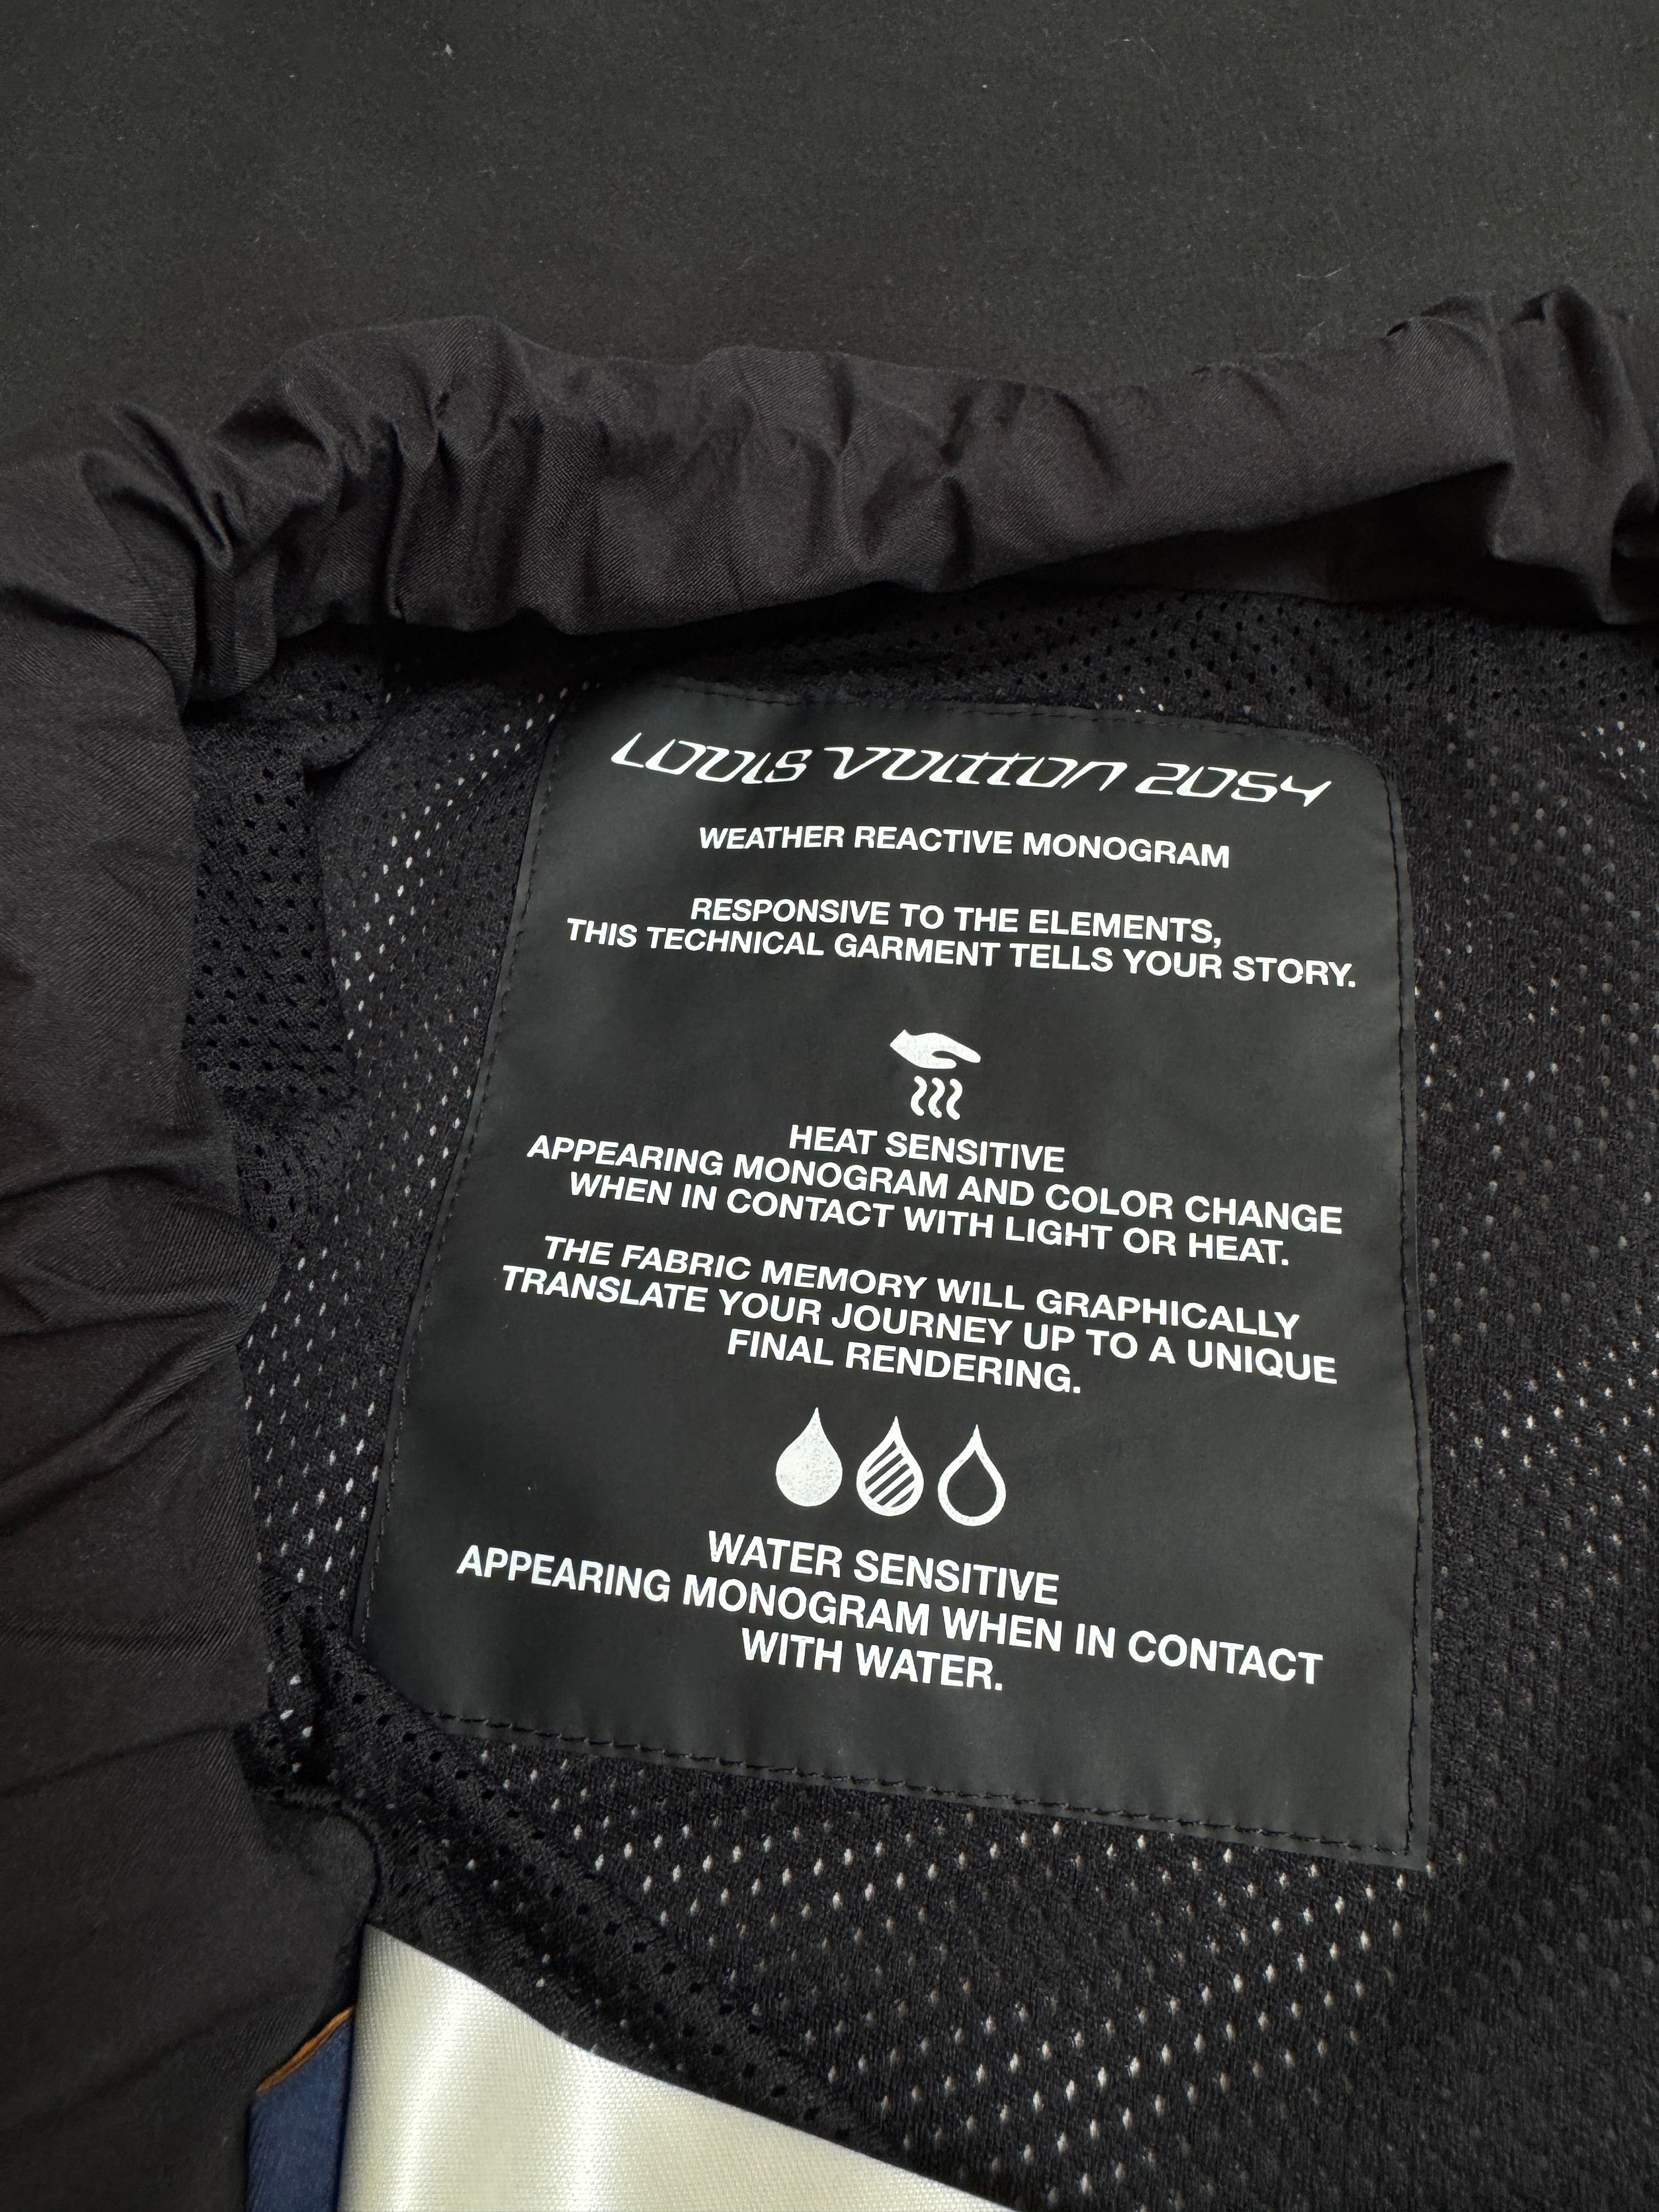 Louis Vuitton 2054
WEATHER REACTIVE MONOGRAM
RESPONSIVE TO THE ELEMENTS,
THIS TECHNICAL GARMENT TELLS YOUR STORY.
HEAT SENSITIVE
APPEARING MONOGRAM AND COLOR CHANGE
WHEN IN CONTACT WITH LIGHT OR HEAT.
THE FABRIC MEMORY WILL GRAPHICALLY
TRANSLATE YOUR JOURNEY UP TO A UNIQUE
FINAL RENDERING.
WATER SENSITIVE
APPEARING MONOGRAM WHEN IN CONTACT
WITH WATER.